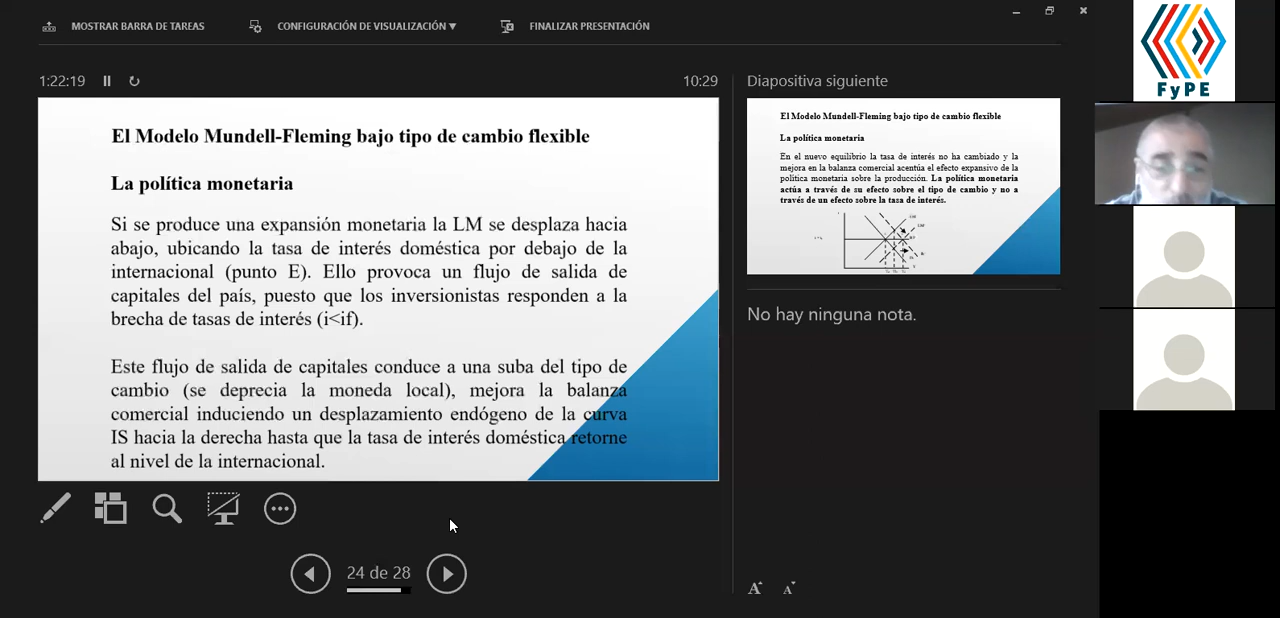 MOSTRAR BARRA DE TAREAS
CONFIGURACIÓN DE VISUALIZACIÓN ▼
FINALIZAR PRESENTACIÓN
1:22:19
10:29
El Modelo Mundell-Fleming bajo tipo de cambio flexible
La política monetaria
Si se produce una expansión monetaria la LM se desplaza hacia
abajo, ubicando la tasa de interés doméstica por debajo de la
internacional (punto E). Ello provoca un flujo de salida de
capitales del país, puesto que los inversionistas responden a la
brecha de tasas de interés (i<if).
Este flujo de salida de capitales conduce a una suba del tipo de
cambio (se deprecia la moneda local), mejora la balanza
comercial induciendo un desplazamiento endógeno de la curva
IS hacia la derecha hasta que la tasa de interés doméstica retorne
al nivel de la internacional.
24 de 28
Diapositiva siguiente
El Modelo Mundell-Fleming bajo tipo de cambio flexible
La política monetaria
En el nuevo equilibrio la tasa de interés no ha cambiado y la
mejora en la balanza comercial acentúa el efecto expansivo de la
política monetaria sobre la producción. La política monetaria
actúa a través de su efecto sobre el tipo de cambio y no a
través de un efecto sobre la tasa de interés.
No hay ninguna nota.
A A
FyPE